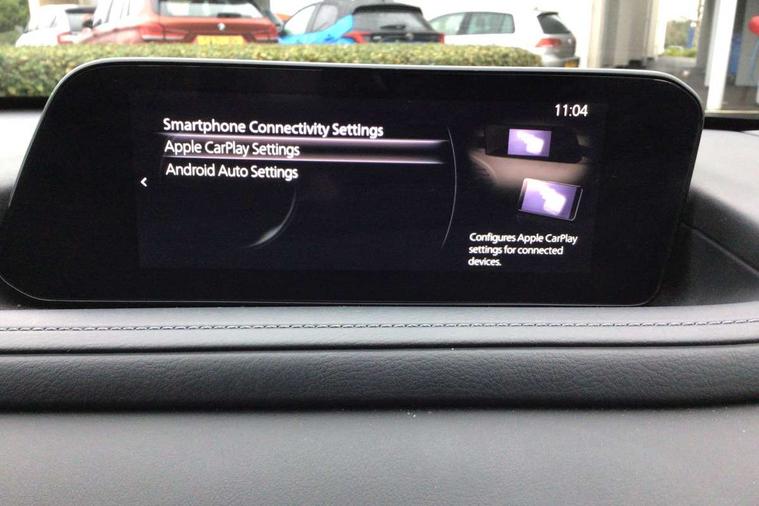 11:04
Smartphone Connectivity Settings
Apple CarPlay Settings
Android Auto Settings
Configures Apple CarPlay
settings for connected
devices.